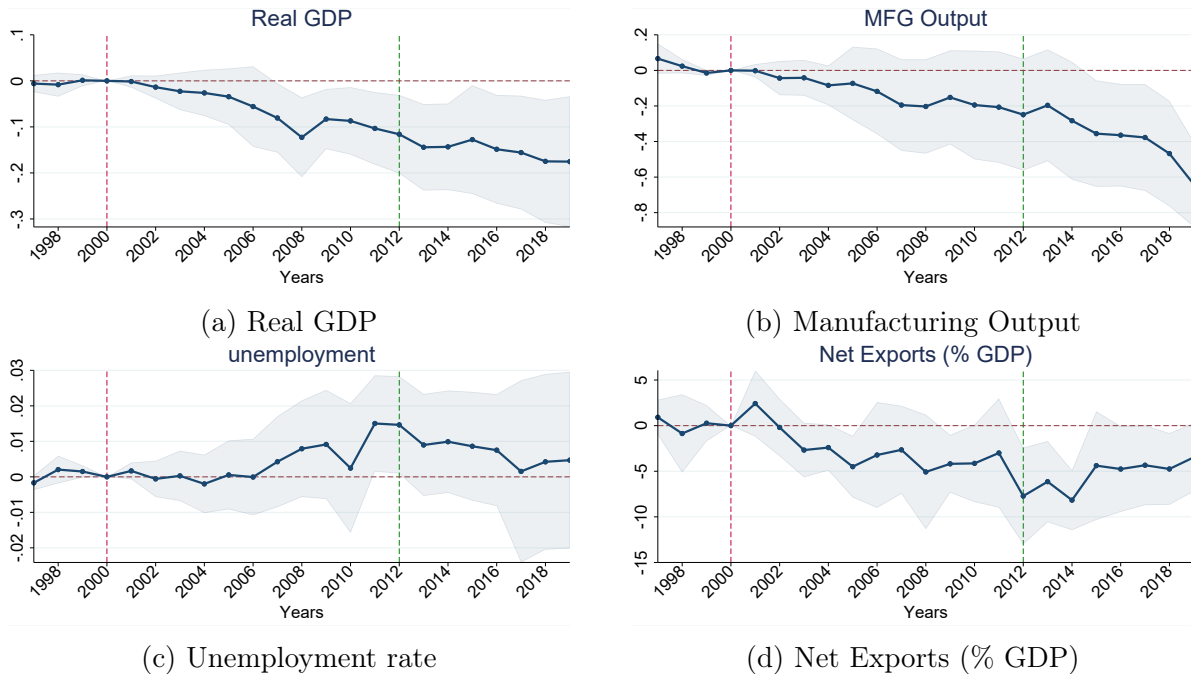 Real GDP
.1
0
-.1
-.2
-.3
1998 2000 2002 2004 2006 2008 2010 2012 2014 2016 2018
Years
(a) Real GDP
MFG Output
.2
0
-.2
-.4
-.6
-.8
1998 2000 2002 2004 2006 2008 2010 2012 2014 2016 2018
Years
(b) Manufacturing Output
unemployment
.03
.02
.01
0
-.01
-.02
1998 2000 2002 2004 2006 2008 2010 2012 2014 2016 2018
Years
(c) Unemployment rate
Net Exports (% GDP)
5
0
-5
-10
-15
1998 2000 2002 2004 2006 2008 2010 2012 2014 2016 2018
Years
(d) Net Exports (% GDP)